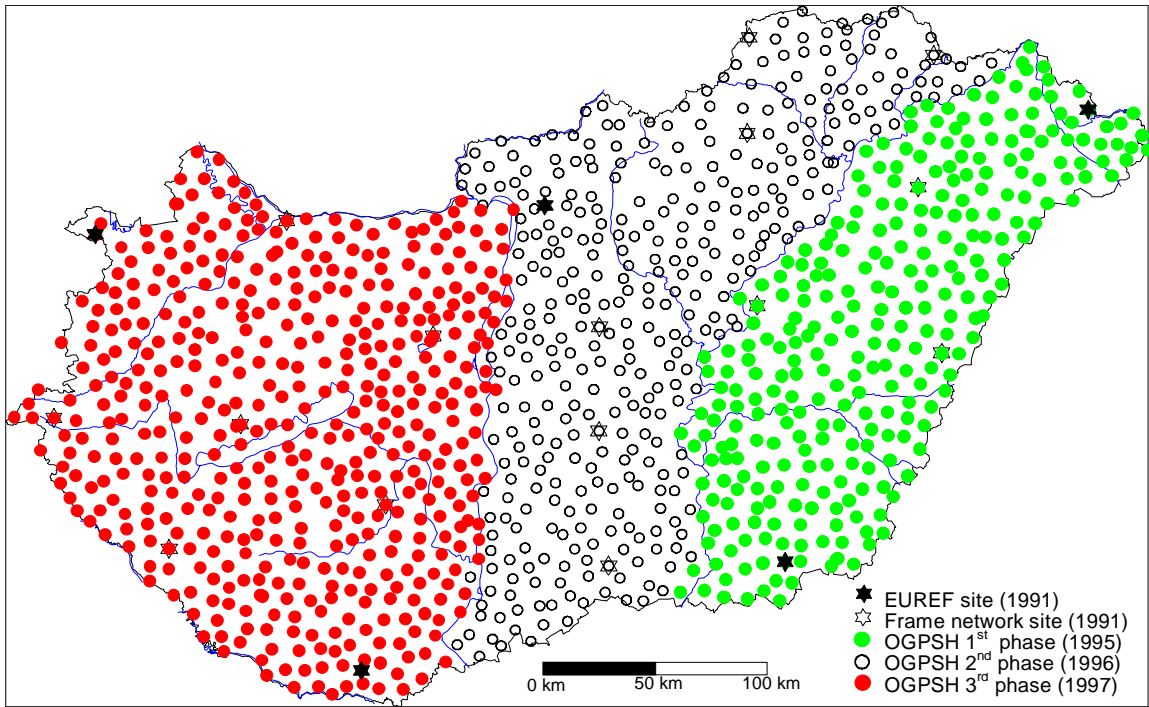 EUREF site (1991)
Frame network site (1991)
OGPSH 1st phase (1995)
OGPSH 2nd phase (1996)
OGPSH 3rd phase (1997)
0 km 50 km 100 km